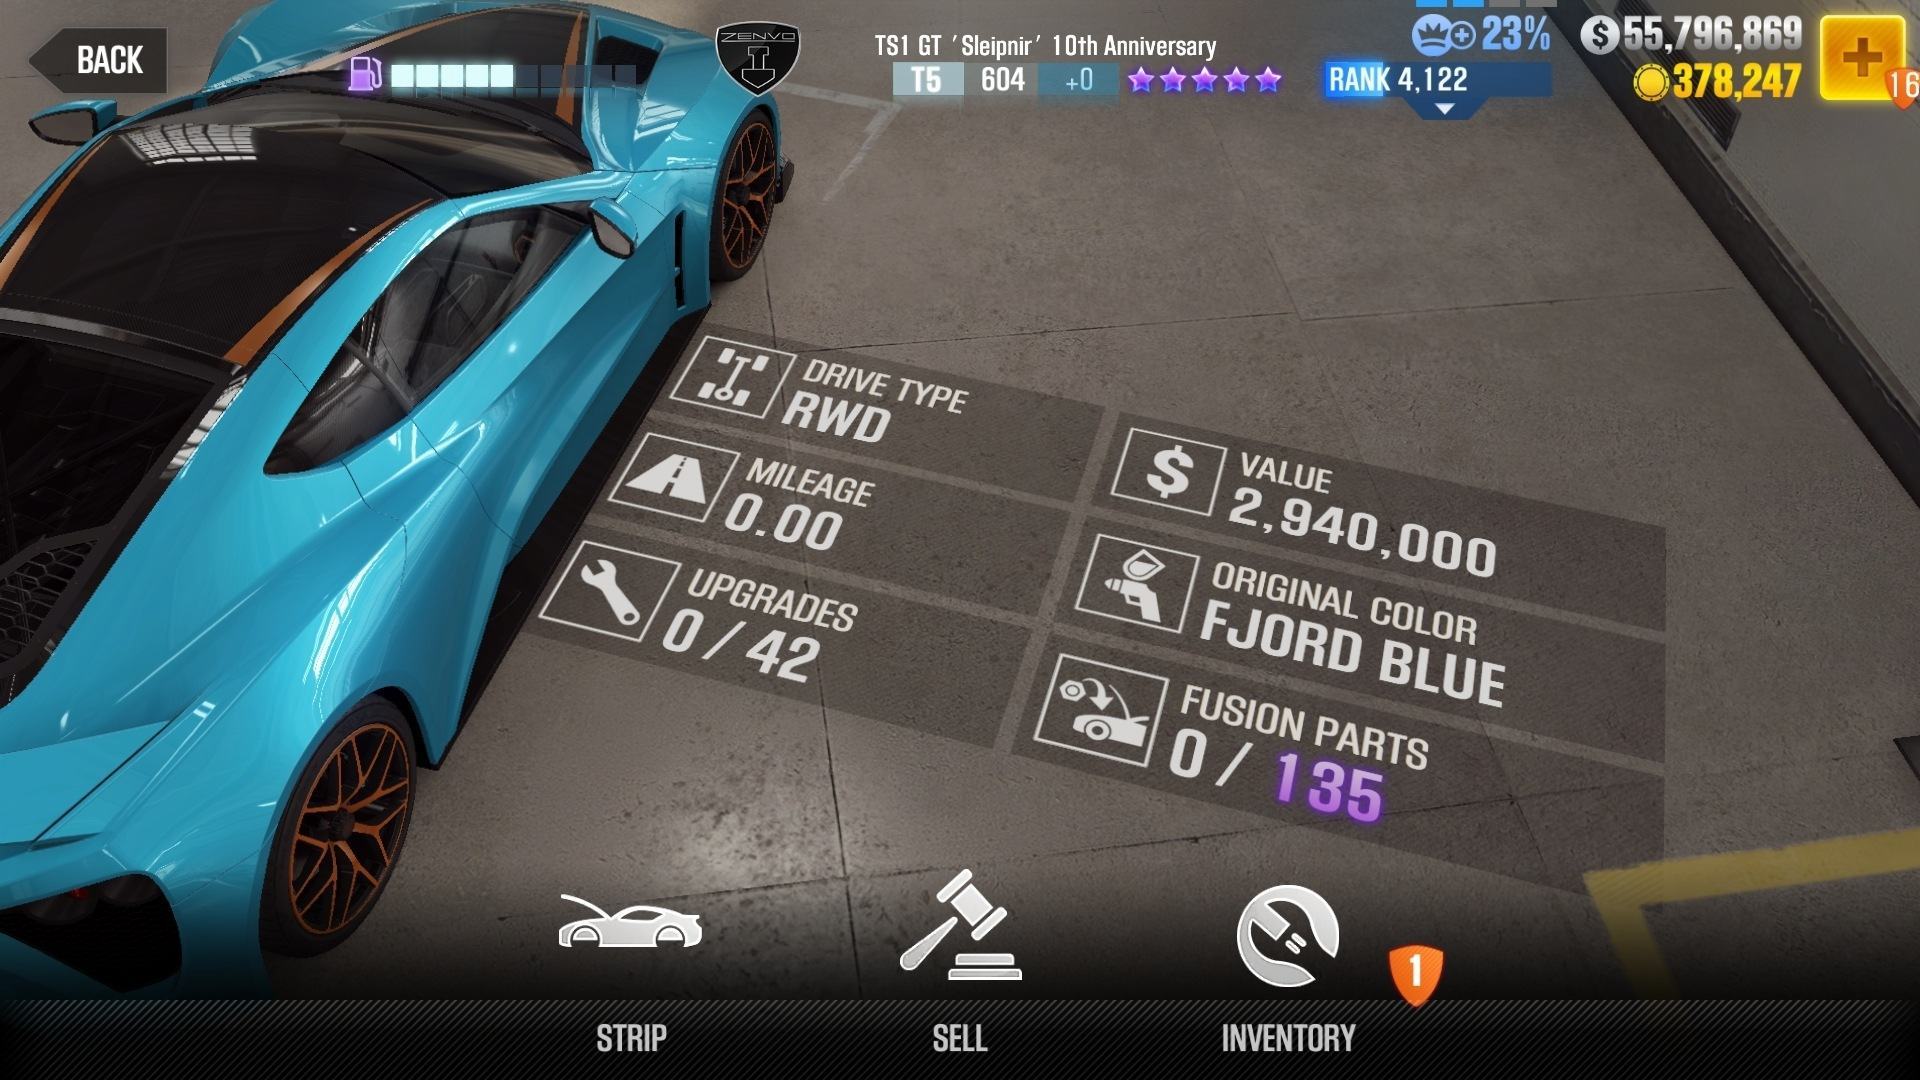 BACK
ZENVO
TS1 GT 'Sleipnir' 10th Anniversary
T5 604 +0
23%
RANK 4,122
$ 55,796,869
378,247
16
DRIVE TYPE
RWD
MILEAGE
0.00
UPGRADES
0 / 42
$ VALUE
2,940,000
ORIGINAL COLOR
FJORD BLUE
FUSION PARTS
0 / 135
1
STRIP
SELL
INVENTORY